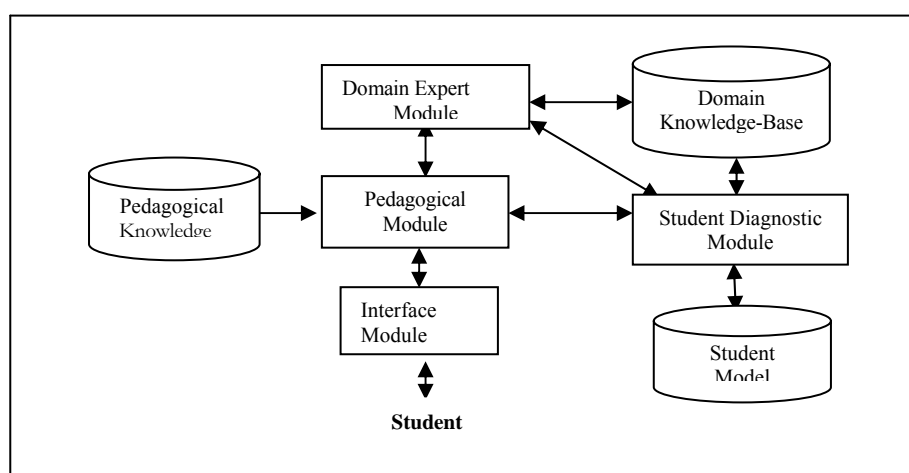 Domain Expert
Module
Domain
Knowledge-Base
Pedagogical
Knowledge
Pedagogical
Module
Student Diagnostic
Module
Interface
Module
Student
Model
Student